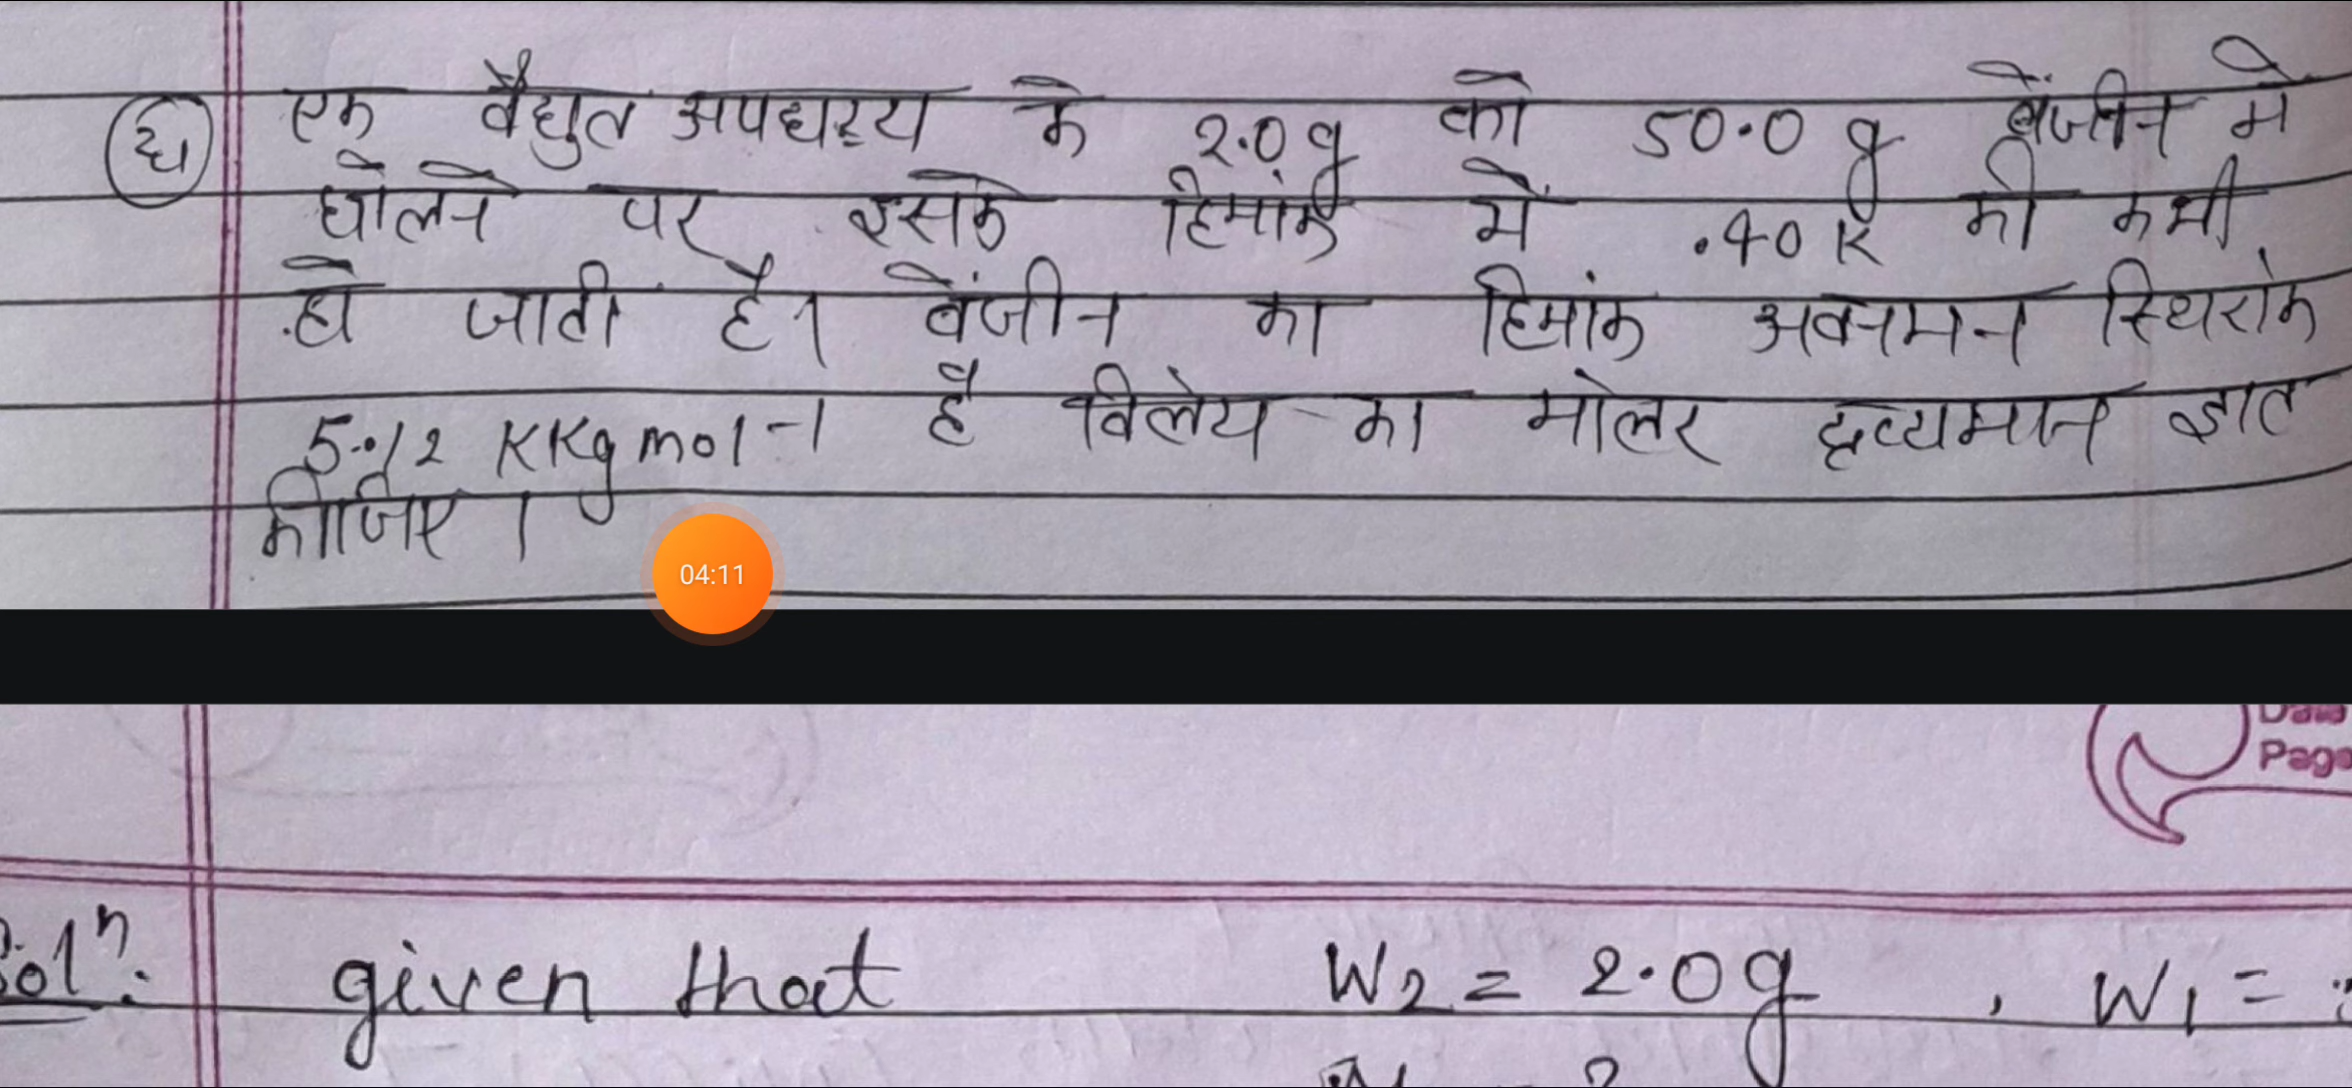 घ एक वैद्युत अपघट्य के 2.0g को 50.0 g बेंजीन मे
घोलने पर इसके हिमांक में .40 K की कमी
हो जाती है। बेंजीन का हिमांक अवनमन स्थिरांक
5.12 KKg mol-1 है विलेय का मोलर द्रव्यमान ज्ञात
कीजिए।
04:11
Page
Solⁿ: given that W2 = 2.0g , W1 =